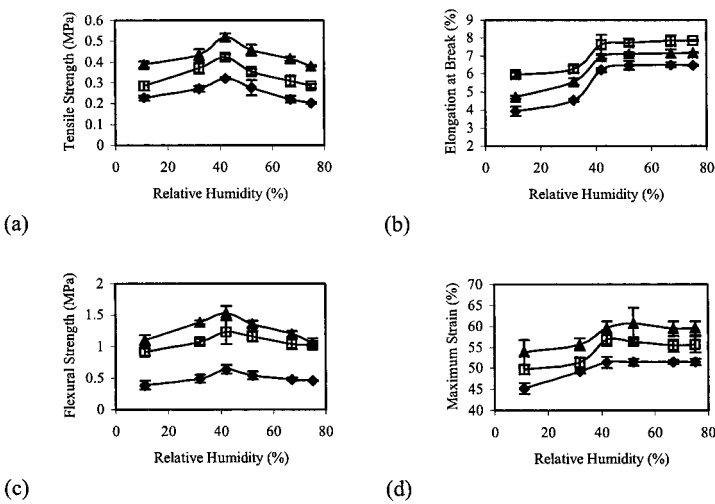 0.6
0.5
0.4
0.3
0.2
0.1
0
Tensile Strength (MPa)
0 20 40 60 80
Relative Humidity (%)
(a)
9
8
7
6
5
4
3
2
Elongation at Break (%)
0 20 40 60 80
Relative Humidity (%)
(b)
2
1.5
1
0.5
0
Flexural Strength (MPa)
0 20 40 60 80
Relative Humidity (%)
(c)
70
65
60
55
50
45
40
Maximum Strain (%)
0 20 40 60 80
Relative Humidity (%)
(d)